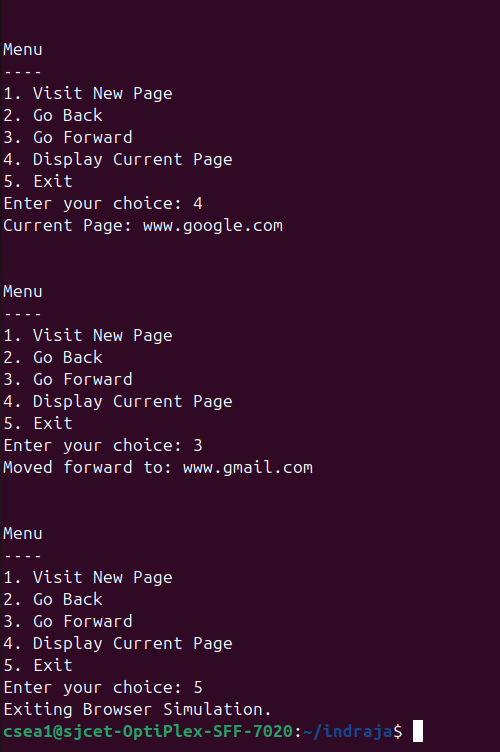 Menu
----
1. Visit New Page
2. Go Back
3. Go Forward
4. Display Current Page
5. Exit
Enter your choice: 4
Current Page: www.google.com
Menu
----
1. Visit New Page
2. Go Back
3. Go Forward
4. Display Current Page
5. Exit
Enter your choice: 3
Moved forward to: www.gmail.com
Menu
----
1. Visit New Page
2. Go Back
3. Go Forward
4. Display Current Page
5. Exit
Enter your choice: 5
Exiting Browser Simulation.
csea1@sjcet-OptiPlex-SFF-7020:~/indraja$